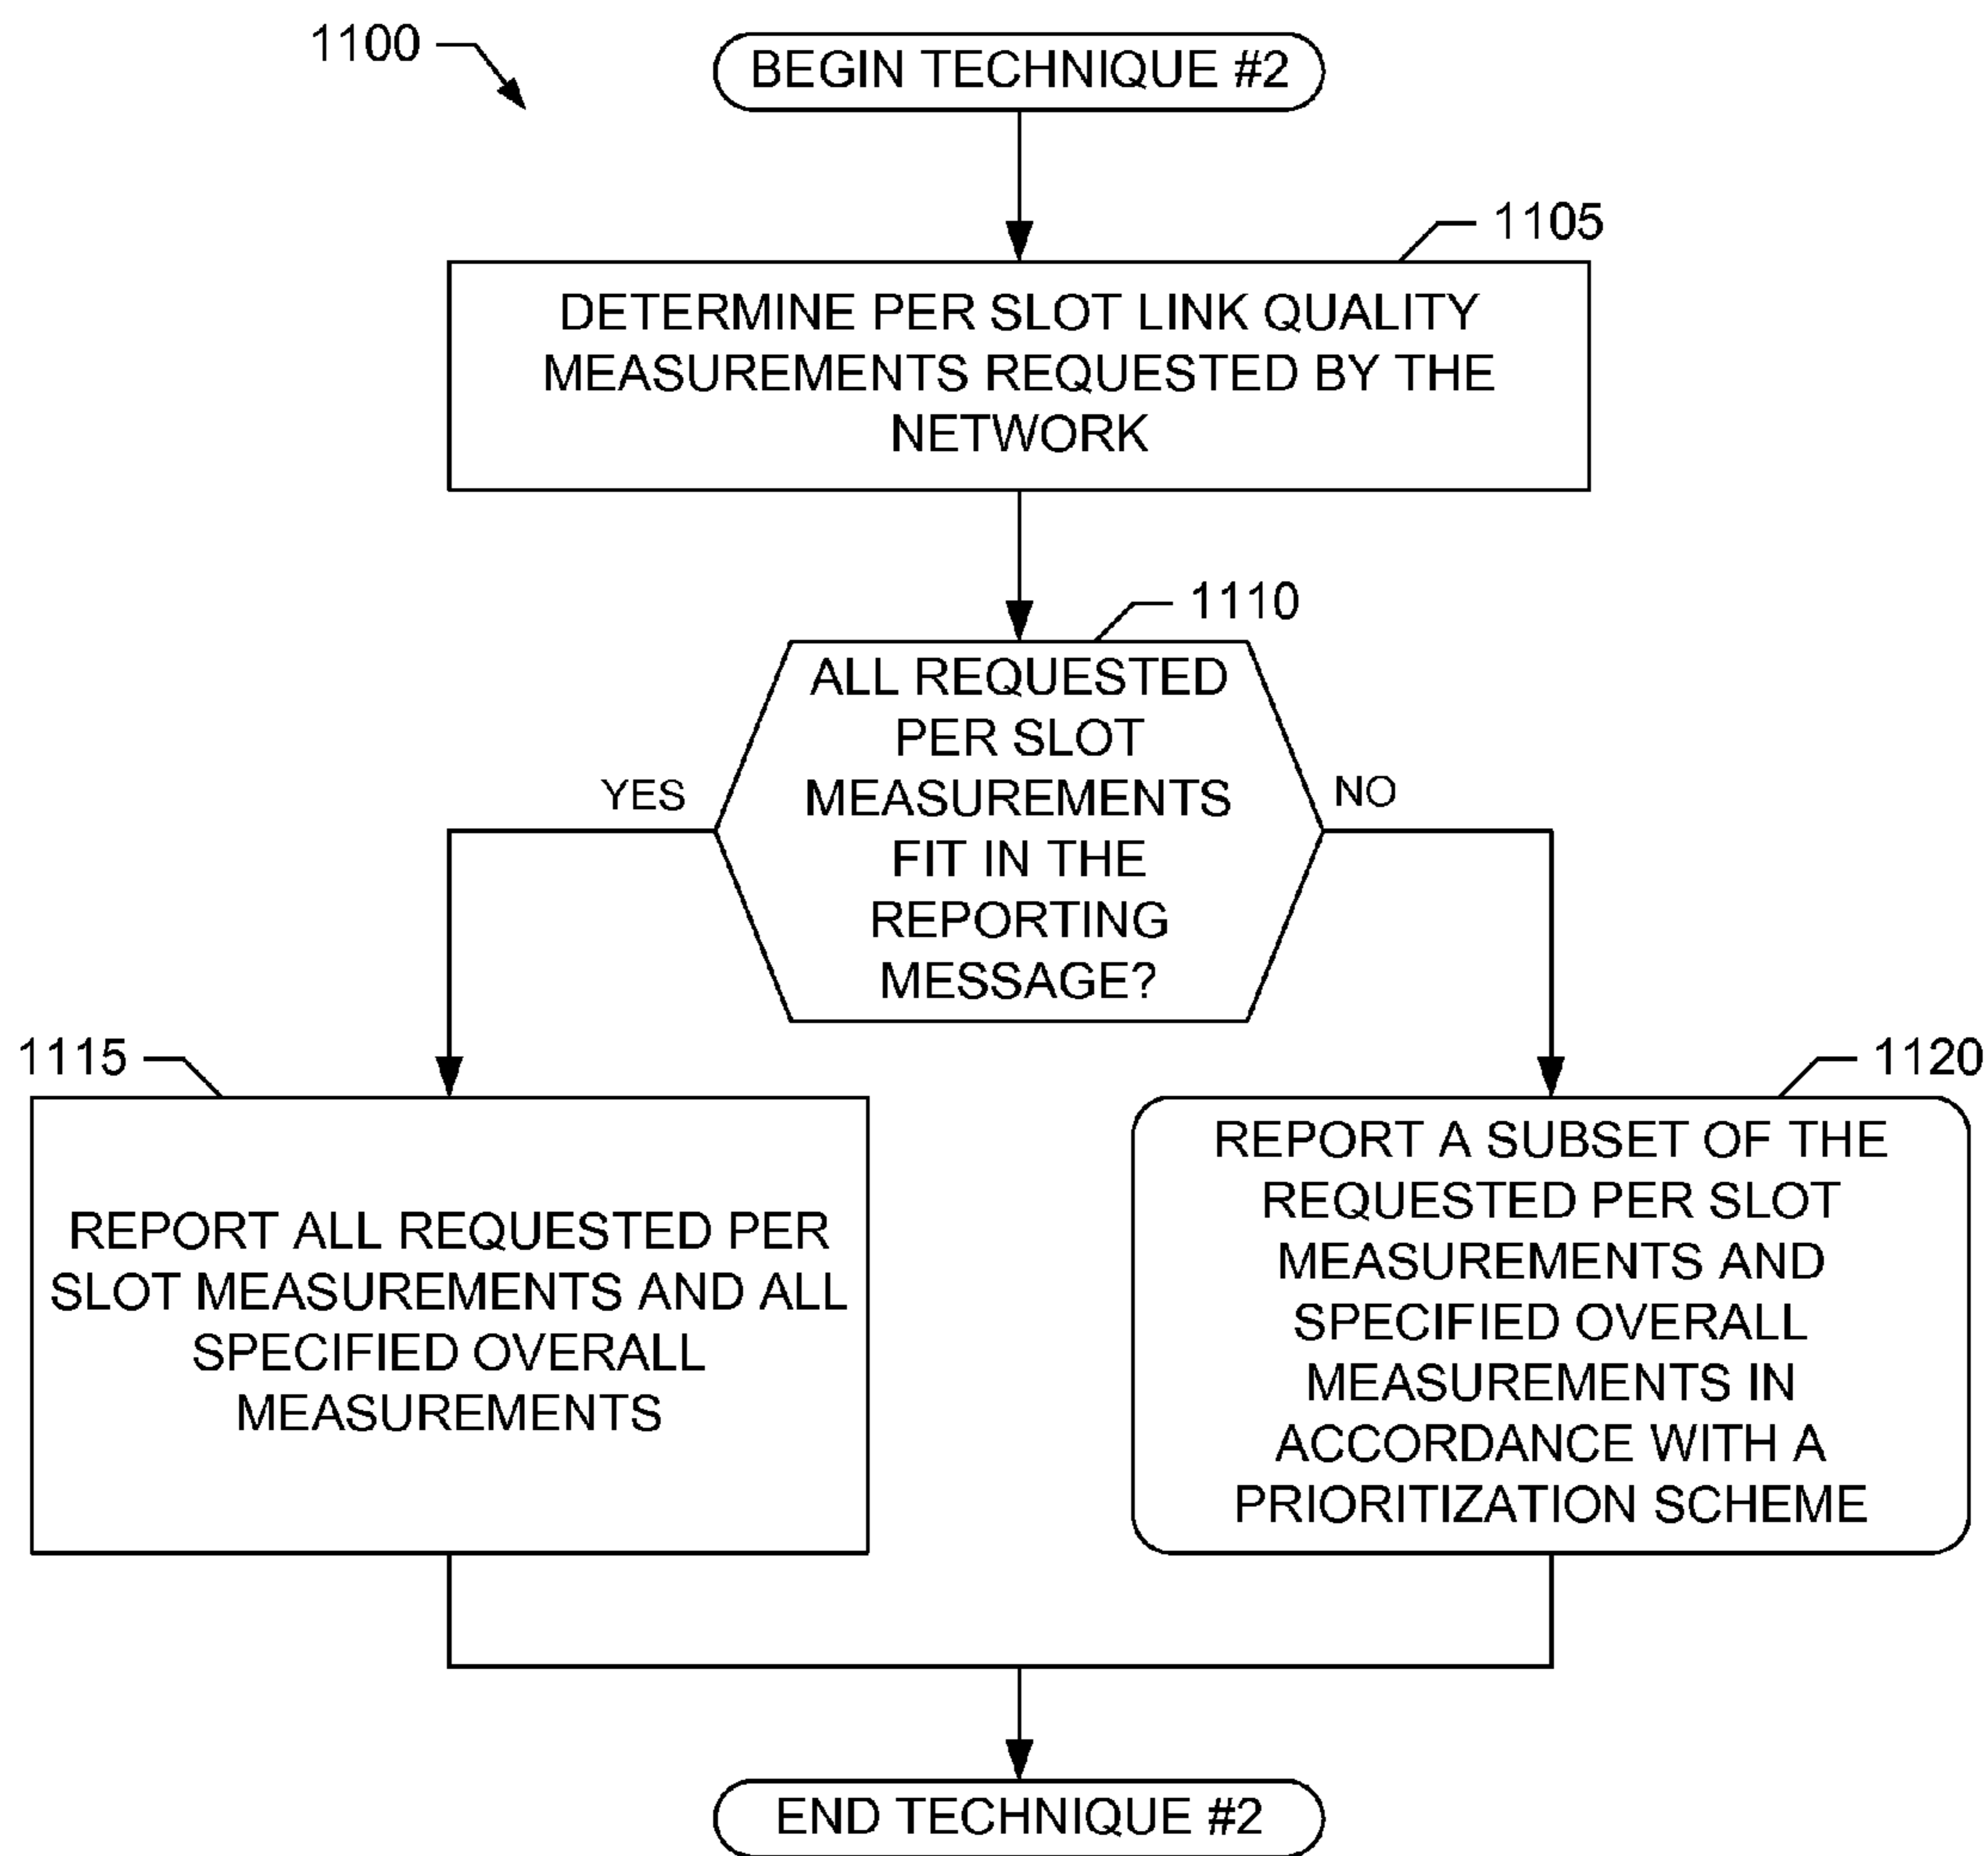 1100
BEGIN TECHNIQUE #2
1105
DETERMINE PER SLOT LINK QUALITY
MEASUREMENTS REQUESTED BY THE
NETWORK
1110
ALL REQUESTED
PER SLOT
MEASUREMENTS
FIT IN THE
REPORTING
MESSAGE?
YES
NO
1115
REPORT ALL REQUESTED PER
SLOT MEASUREMENTS AND ALL
SPECIFIED OVERALL
MEASUREMENTS
1120
REPORT A SUBSET OF THE
REQUESTED PER SLOT
MEASUREMENTS AND
SPECIFIED OVERALL
MEASUREMENTS IN
ACCORDANCE WITH A
PRIORITIZATION SCHEME
END TECHNIQUE #2